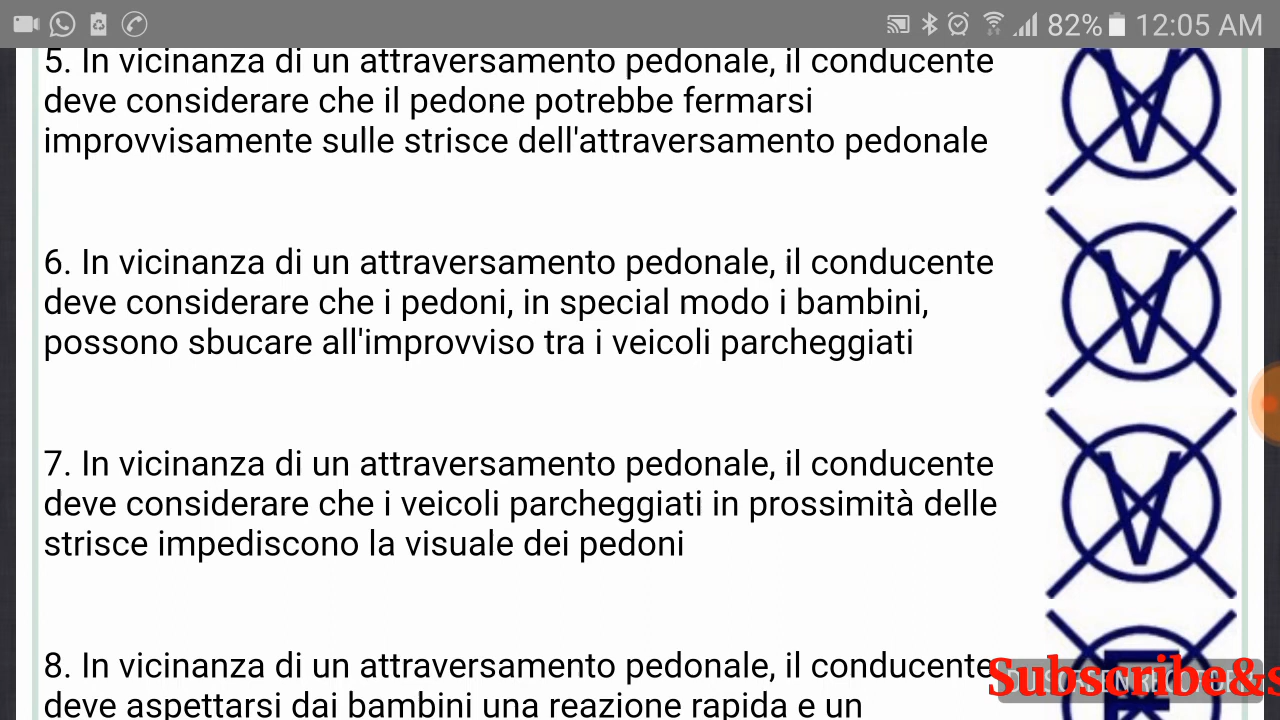 82% 12:05 AM
5. In vicinanza di un attraversamento pedonale, il conducente
deve considerare che il pedone potrebbe fermarsi
improvvisamente sulle strisce dell'attraversamento pedonale
V
6. In vicinanza di un attraversamento pedonale, il conducente
deve considerare che i pedoni, in special modo i bambini,
possono sbucare all'improvviso tra i veicoli parcheggiati
V
7. In vicinanza di un attraversamento pedonale, il conducente
deve considerare che i veicoli parcheggiati in prossimità delle
strisce impediscono la visuale dei pedoni
V
8. In vicinanza di un attraversamento pedonale, il conducente
deve aspettarsi dai bambini una reazione rapida e un
F
Subscribe&s